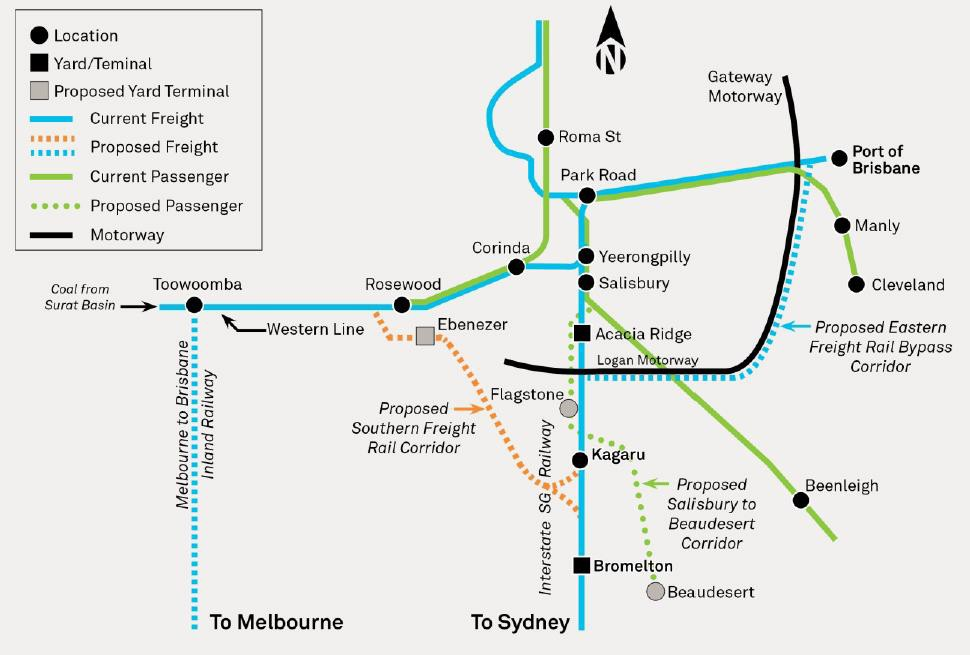 Location
Yard/Teminal
Proposed Yard Terminal
Current Freight
Proposed Freight
Current Passenger
Proposed Passenger
Motorway
N
Gateway
Motorway
Roma St
Port of
Brisbane
Park Road
Manly
Corinda
Yeerongpilly
Salisbury
Cleveland
Coal from
Surat Basin
Toowoomba
Rosewood
Western Line
Ebenezer
Acacia Ridge
Logan Motorway
Proposed Eastern
Freight Rail Bypass
Corridor
Melbourne to Brisbane
Inland Railway
Proposed
Southern Freight
Rail Corridor
Flagstone
Interstate SG Railway
Kagaru
Proposed
Salisbury to
Beaudesert
Corridor
Beenleigh
Bromelton
Beaudesert
To Melbourne
To Sydney